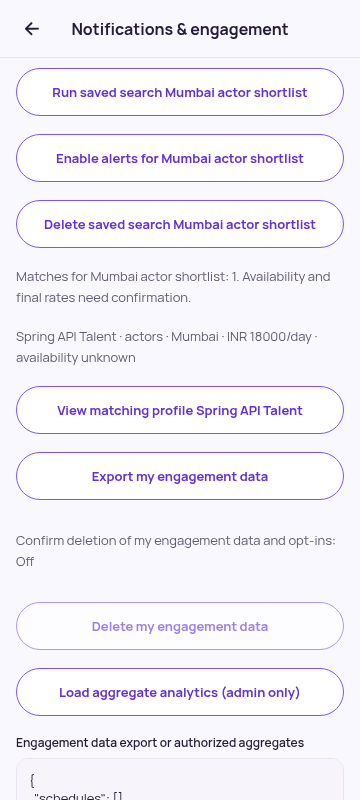 Notifications & engagement
Run saved search Mumbai actor shortlist
Enable alerts for Mumbai actor shortlist
Delete saved search Mumbai actor shortlist
Matches for Mumbai actor shortlist: 1. Availability and
final rates need confirmation.
Spring API Talent · actors · Mumbai · INR 18000/day ·
availability unknown
View matching profile Spring API Talent
Export my engagement data
Confirm deletion of my engagement data and opt-ins:
Off
Delete my engagement data
Load aggregate analytics (admin only)
Engagement data export or authorized aggregates
{
"schedules": [],